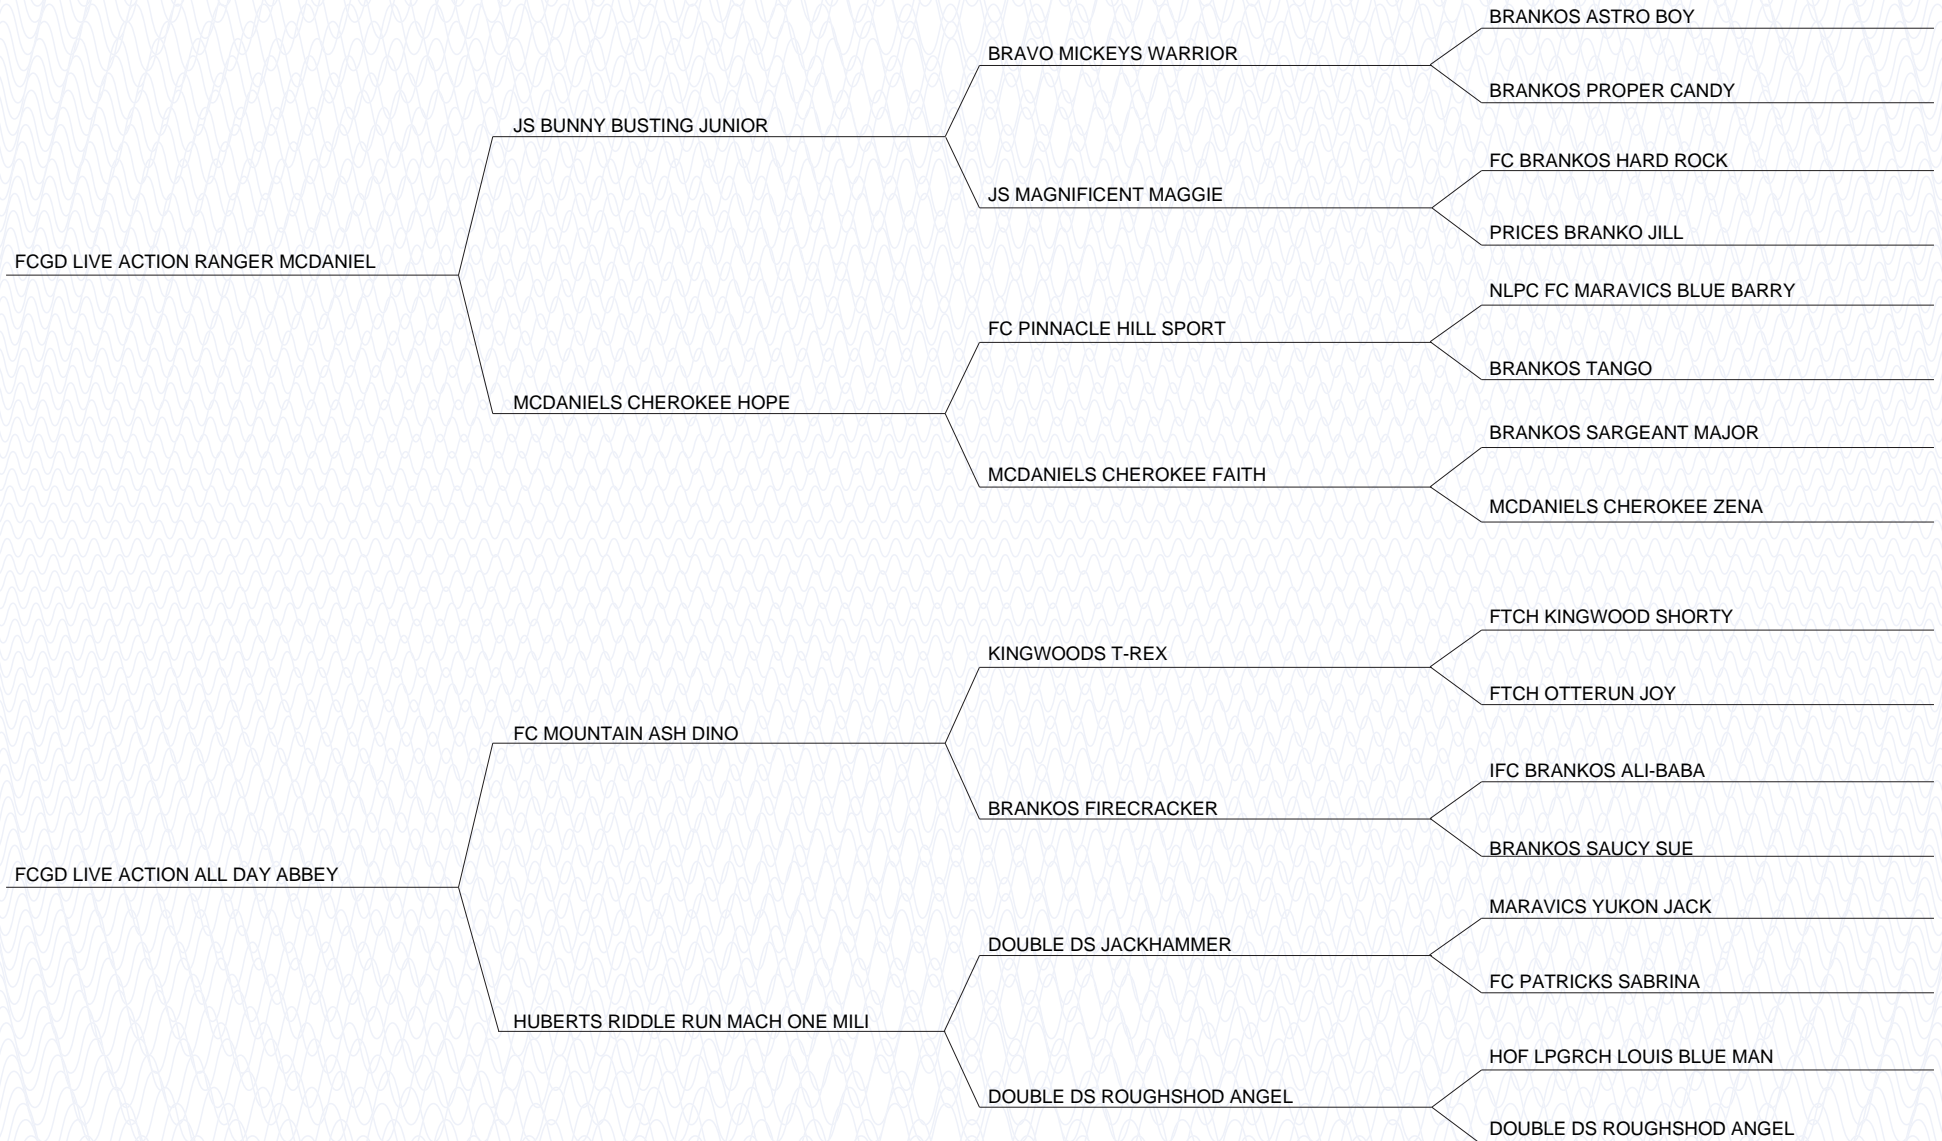 BRANKOS ASTRO BOY
BRAVO MICKEYS WARRIOR
BRANKOS PROPER CANDY
JS BUNNY BUSTING JUNIOR
FC BRANKOS HARD ROCK
JS MAGNIFICENT MAGGIE
PRICES BRANKO JILL
FCGD LIVE ACTION RANGER MCDANIEL
NLPC FC MARAVICS BLUE BARRY
FC PINNACLE HILL SPORT
BRANKOS TANGO
MCDANIELS CHEROKEE HOPE
BRANKOS SARGEANT MAJOR
MCDANIELS CHEROKEE FAITH
MCDANIELS CHEROKEE ZENA
FTCH KINGWOOD SHORTY
KINGWOODS T-REX
FTCH OTTERUN JOY
FC MOUNTAIN ASH DINO
IFC BRANKOS ALI-BABA
BRANKOS FIRECRACKER
BRANKOS SAUCY SUE
FCGD LIVE ACTION ALL DAY ABBEY
MARAVICS YUKON JACK
DOUBLE DS JACKHAMMER
FC PATRICKS SABRINA
HUBERTS RIDDLE RUN MACH ONE MILI
HOF LPGRCH LOUIS BLUE MAN
DOUBLE DS ROUGHSHOD ANGEL
DOUBLE DS ROUGHSHOD ANGEL